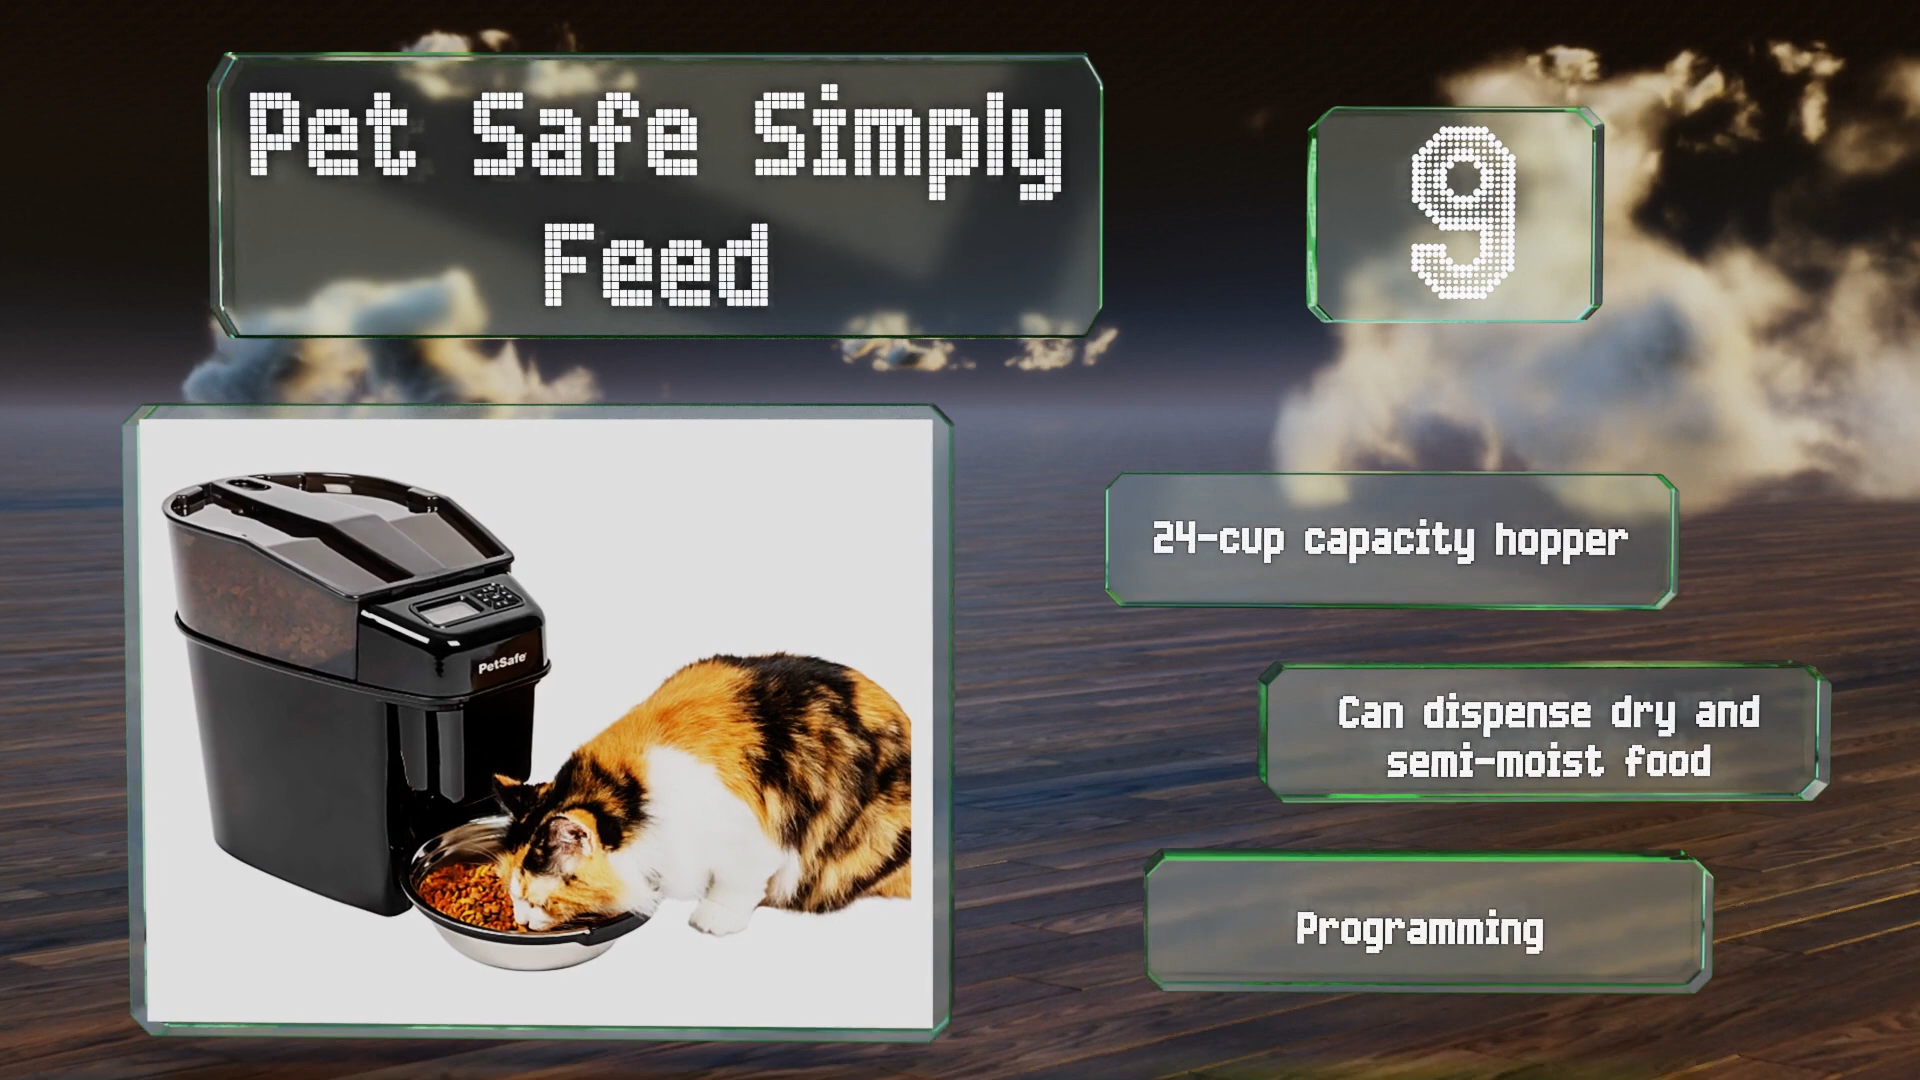 Pet Safe Simply
Feed
9
24-cup capacity hopper
PetSafe
Can dispense dry and
semi-moist food
Programming